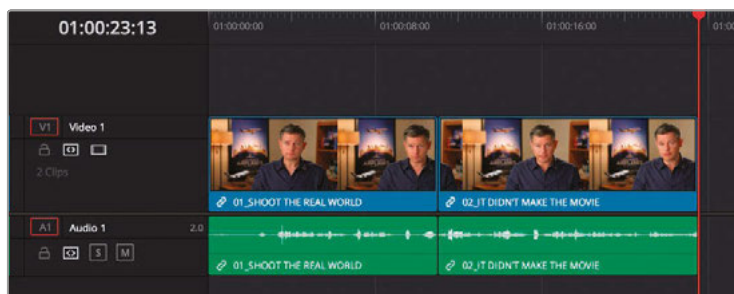 01:00:23:13
01:00:00:00 01:00:08:00 01:00:16:00 01:00
V1 Video 1
2 Clips
01_SHOOT THE REAL WORLD 02_IT DIDN'T MAKE THE MOVIE
A1 Audio 1 2.0
S M
01_SHOOT THE REAL WORLD 02_IT DIDN'T MAKE THE MOVIE